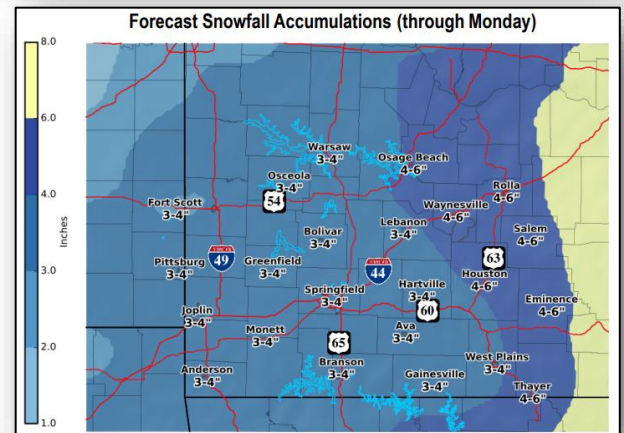 Forecast Snowfall Accumulations (through Monday)
8.0
6.0
4.0
3.0
2.0
1.0
Inches
Warsaw
3-4"
Osage Beach
4-6"
Osceola
3-4"
54
Fort Scott
3-4"
Rolla
4-6"
Waynesville
4-6"
Lebanon
3-4"
Salem
4-6"
Bolivar
3-4"
Pittsburg
3-4"
49
Greenfield
3-4"
44
63
Houston
4-6"
Hartville
3-4"
Springfield
3-4"
60
Eminence
4-6"
Joplin
3-4"
Monett
3-4"
Ava
3-4"
65
Branson
3-4"
West Plains
3-4"
Anderson
3-4"
Gainesville
3-4"
Thayer
4-6"